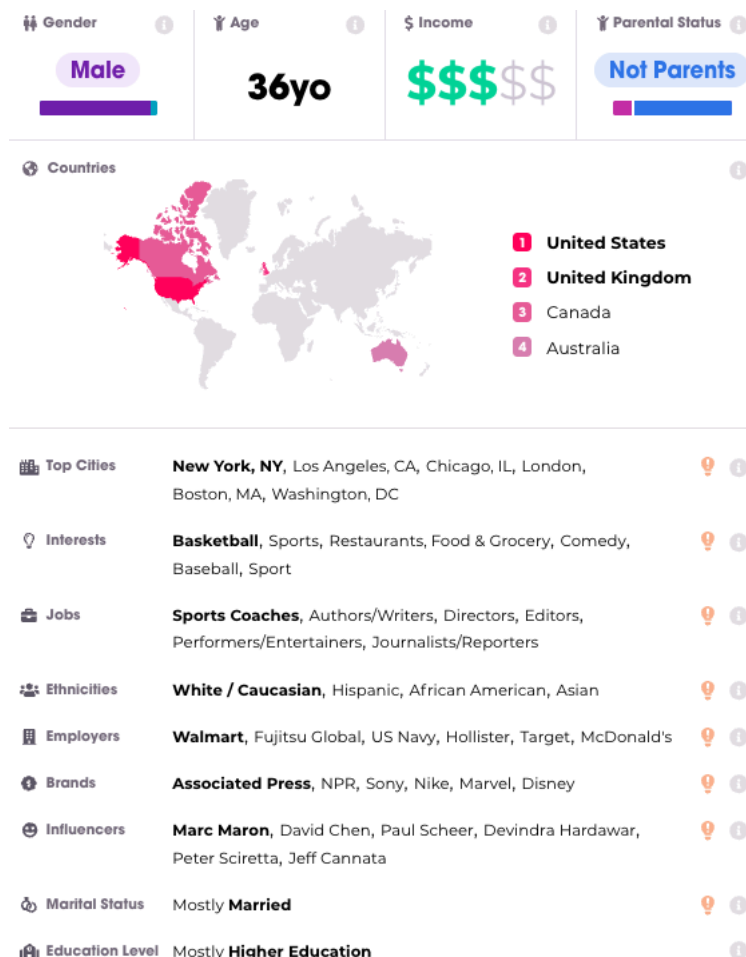 Gender
Age
$ Income
Parental Status
Male
36yo
$$$$$
Not Parents
Countries
1 United States
2 United Kingdom
3 Canada
4 Australia
Top Cities New York, NY, Los Angeles, CA, Chicago, IL, London,
Boston, MA, Washington, DC
Interests Basketball, Sports, Restaurants, Food & Grocery, Comedy,
Baseball, Sport
Jobs Sports Coaches, Authors/Writers, Directors, Editors,
Performers/Entertainers, Journalists/Reporters
Ethnicities White / Caucasian, Hispanic, African American, Asian
Employers Walmart, Fujitsu Global, US Navy, Hollister, Target, McDonald's
Brands Associated Press, NPR, Sony, Nike, Marvel, Disney
Influencers Marc Maron, David Chen, Paul Scheer, Devindra Hardawar,
Peter Sciretta, Jeff Cannata
Marital Status Mostly Married
Education Level Mostly Higher Education